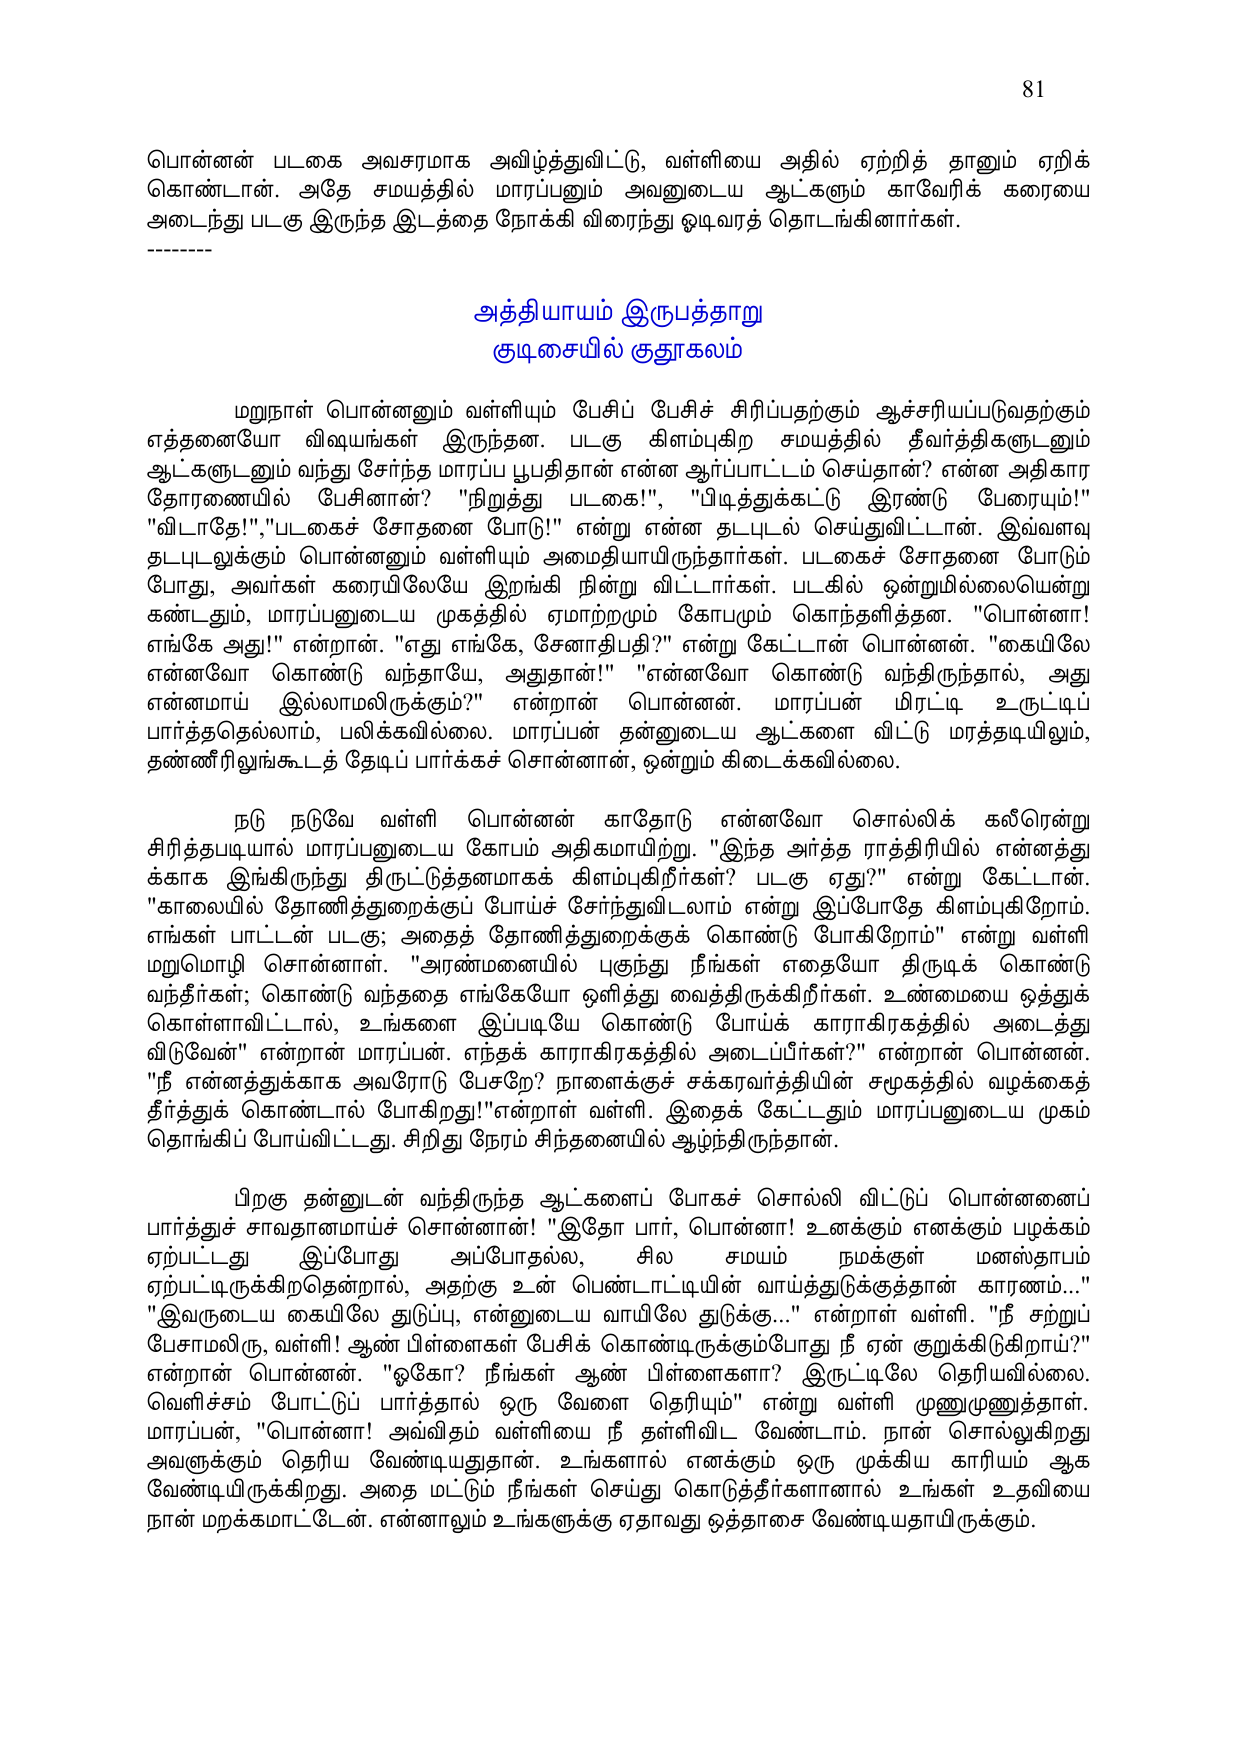 81
பொன்னன் படகை அவசரமாக அவிழ்த்துவிட்டு, வள்ளியை அதில் ஏற்றித் தானும் ஏறிக்
கொண்டான். அதே சமயத்தில் மாரப்பனும் அவனுடைய ஆட்களும் காவேரிக் கரையை
அடைந்து படகு இருந்த இடத்தை நோக்கி விரைந்து ஓடிவரத் தொடங்கினார்கள்.
--------
அத்தியாயம் இருபத்தாறு
குடிசையில் குதூகலம்
மறுநாள் பொன்னனும் வள்ளியும் பேசிப் பேசிச் சிரிப்பதற்கும் ஆச்சரியப்படுவதற்கும்
எத்தனையோ விஷயங்கள் இருந்தன. படகு கிளம்புகிற சமயத்தில் தீவர்த்திகளுடனும்
ஆட்களுடனும் வந்து சேர்ந்த மாரப்ப பூபதிதான் என்ன ஆர்ப்பாட்டம் செய்தான்? என்ன அதிகார
தோரணையில் பேசினான்? "நிறுத்து படகை!", "பிடித்துக்கட்டு இரண்டு பேரையும்!"
"விடாதே!","படகைச் சோதனை போடு!" என்று என்ன தடபுடல் செய்துவிட்டான். இவ்வளவு
தடபுடலுக்கும் பொன்னனும் வள்ளியும் அமைதியாயிருந்தார்கள். படகைச் சோதனை போடும்
போது, அவர்கள் கரையிலேயே இறங்கி நின்று விட்டார்கள். படகில் ஒன்றுமில்லையென்று
கண்டதும், மாரப்பனுடைய முகத்தில் ஏமாற்றமும் கோபமும் கொந்தளித்தன. "பொன்னா!
எங்கே அது!" என்றான். "எது எங்கே, சேனாதிபதி?" என்று கேட்டான் பொன்னன். "கையிலே
என்னவோ கொண்டு வந்தாயே, அதுதான்!" "என்னவோ கொண்டு வந்திருந்தால், அது
என்னமாய் இல்லாமலிருக்கும்?" என்றான் பொன்னன். மாரப்பன் மிரட்டி உருட்டிப்
பார்த்ததெல்லாம், பலிக்கவில்லை. மாரப்பன் தன்னுடைய ஆட்களை விட்டு மரத்தடியிலும்,
தண்ணீரிலுங்கூடத் தேடிப் பார்க்கச் சொன்னான், ஒன்றும் கிடைக்கவில்லை.
நடு நடுவே வள்ளி பொன்னன் காதோடு என்னவோ சொல்லிக் கலீரென்று
சிரித்தபடியால் மாரப்பனுடைய கோபம் அதிகமாயிற்று. "இந்த அர்த்த ராத்திரியில் என்னத்து
க்காக இங்கிருந்து திருட்டுத்தனமாகக் கிளம்புகிறீர்கள்? படகு ஏது?" என்று கேட்டான்.
"காலையில் தோணித்துறைக்குப் போய்ச் சேர்ந்துவிடலாம் என்று இப்போதே கிளம்புகிறோம்.
எங்கள் பாட்டன் படகு; அதைத் தோணித்துறைக்குக் கொண்டு போகிறோம்" என்று வள்ளி
மறுமொழி சொன்னாள். "அரண்மனையில் புகுந்து நீங்கள் எதையோ திருடிக் கொண்டு
வந்தீர்கள்; கொண்டு வந்ததை எங்கேயோ ஒளித்து வைத்திருக்கிறீர்கள். உண்மையை ஒத்துக்
கொள்ளாவிட்டால், உங்களை இப்படியே கொண்டு போய்க் காராகிரகத்தில் அடைத்து
விடுவேன்" என்றான் மாரப்பன். எந்தக் காராகிரகத்தில் அடைப்பீர்கள்?" என்றான் பொன்னன்.
"நீ என்னத்துக்காக அவரோடு பேசறே? நாளைக்குச் சக்கரவர்த்தியின் சமூகத்தில் வழக்கைத்
தீர்த்துக் கொண்டால் போகிறது!"என்றாள் வள்ளி. இதைக் கேட்டதும் மாரப்பனுடைய முகம்
தொங்கிப் போய்விட்டது. சிறிது நேரம் சிந்தனையில் ஆழ்ந்திருந்தான்.
பிறகு தன்னுடன் வந்திருந்த ஆட்களைப் போகச் சொல்லி விட்டுப் பொன்னனைப்
பார்த்துச் சாவதானமாய்ச் சொன்னான்! "இதோ பார், பொன்னா! உனக்கும் எனக்கும் பழக்கம்
ஏற்பட்டது இப்போது அப்போதல்ல, சில சமயம் நமக்குள் மனஸ்தாபம்
ஏற்பட்டிருக்கிறதென்றால், அதற்கு உன் பெண்டாட்டியின் வாய்த்துடுக்குத்தான் காரணம்..."
"இவருடைய கையிலே துடுப்பு, என்னுடைய வாயிலே துடுக்கு..." என்றாள் வள்ளி. "நீ சற்றுப்
பேசாமலிரு, வள்ளி! ஆண் பிள்ளைகள் பேசிக் கொண்டிருக்கும்போது நீ ஏன் குறுக்கிடுகிறாய்?"
என்றான் பொன்னன். "ஓகோ? நீங்கள் ஆண் பிள்ளைகளா? இருட்டிலே தெரியவில்லை.
வெளிச்சம் போட்டுப் பார்த்தால் ஒரு வேளை தெரியும்" என்று வள்ளி முணுமுணுத்தாள்.
மாரப்பன், "பொன்னா! அவ்விதம் வள்ளியை நீ தள்ளிவிட வேண்டாம். நான் சொல்லுகிறது
அவளுக்கும் தெரிய வேண்டியதுதான். உங்களால் எனக்கும் ஒரு முக்கிய காரியம் ஆக
வேண்டியிருக்கிறது. அதை மட்டும் நீங்கள் செய்து கொடுத்தீர்களானால் உங்கள் உதவியை
நான் மறக்கமாட்டேன். என்னாலும் உங்களுக்கு ஏதாவது ஒத்தாசை வேண்டியதாயிருக்கும்.